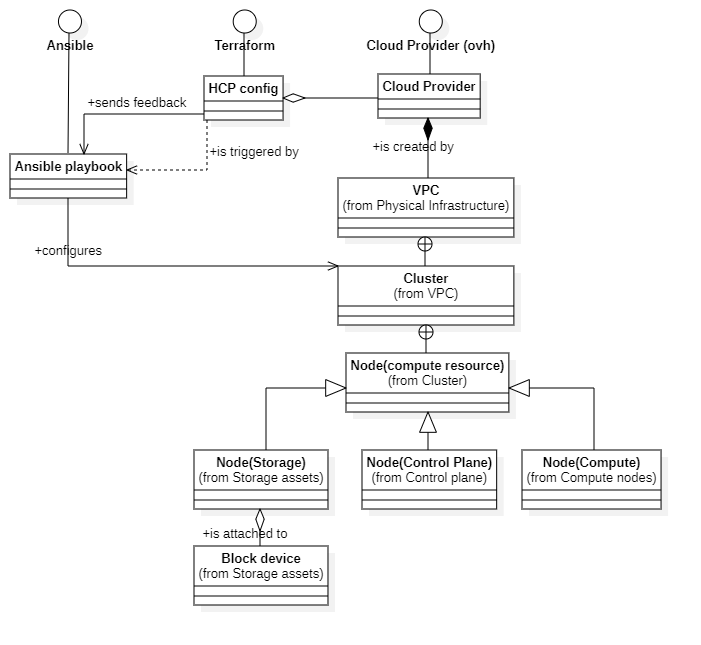 Ansible
Terraform
Cloud Provider (ovh)
HCP config
Cloud Provider
+sends feedback
+is triggered by
+is created by
Ansible playbook
VPC
(from Physical Infrastructure)
+configures
Cluster
(from VPC)
Node(compute resource)
(from Cluster)
Node(Storage)
(from Storage assets)
Node(Control Plane)
(from Control plane)
Node(Compute)
(from Compute nodes)
+is attached to
Block device
(from Storage assets)